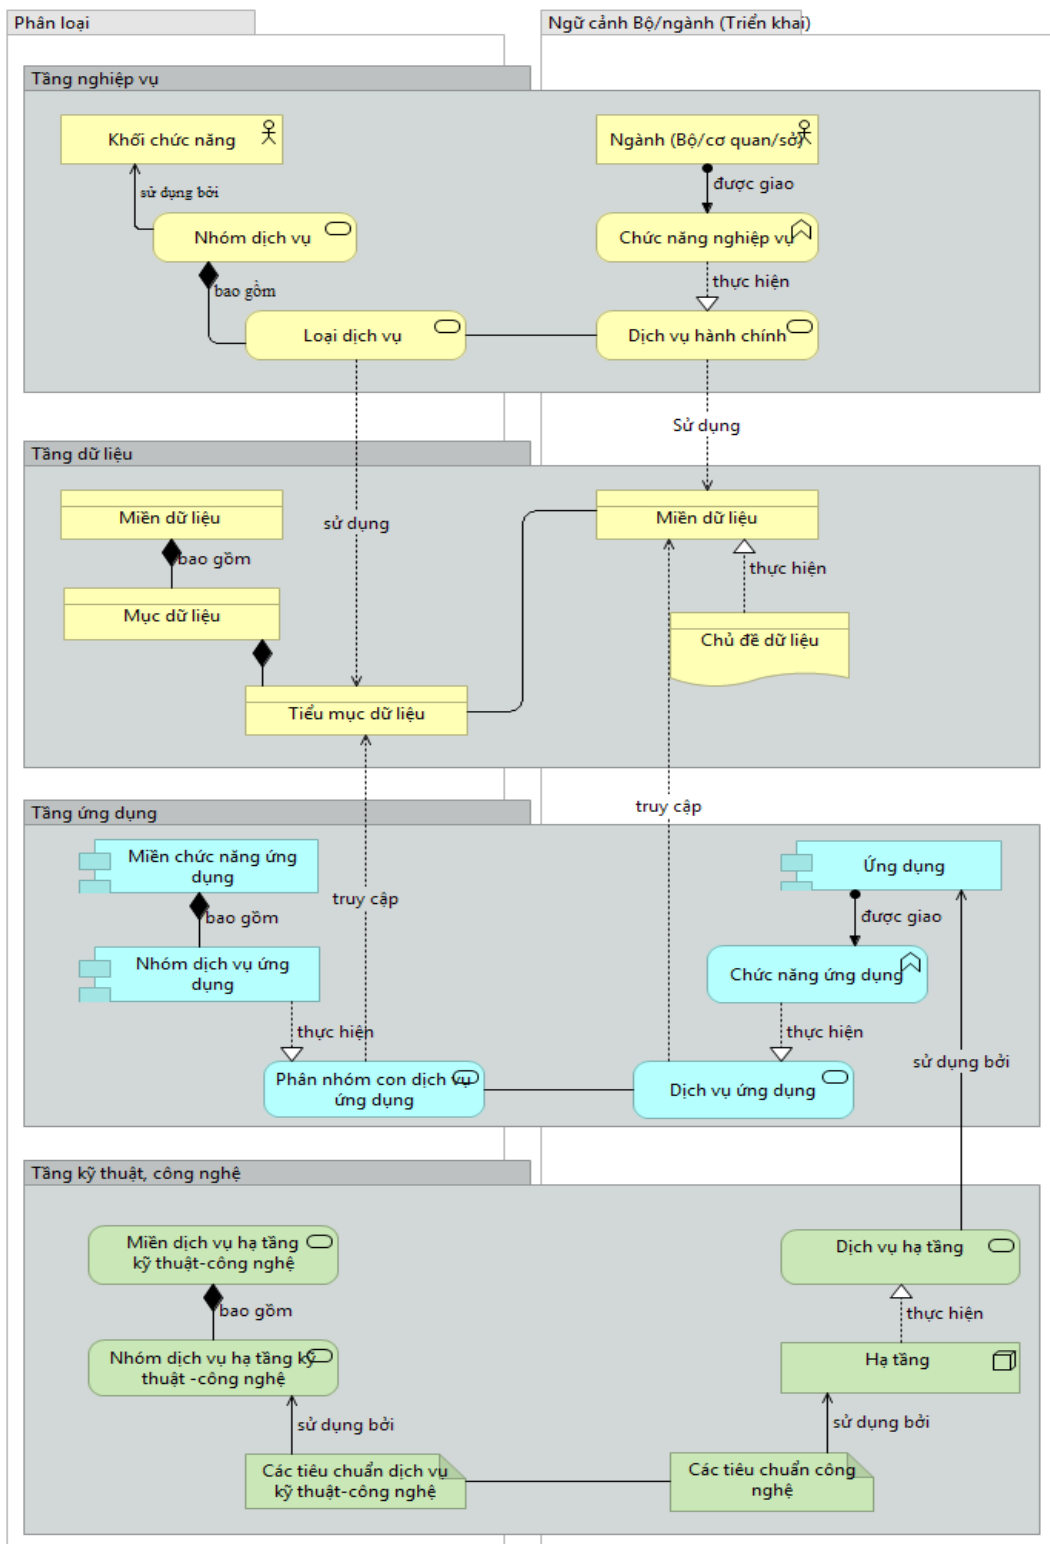 Phân loại
Ngữ cảnh Bộ/ngành (Triển khai)
Tầng nghiệp vụ
Khối chức năng
Ngành (Bộ/cơ quan/sở)
sử dụng bởi
được giao
Nhóm dịch vụ
Chức năng nghiệp vụ
bao gồm
thực hiện
Loại dịch vụ
Dịch vụ hành chính
Sử dụng
Tầng dữ liệu
Miền dữ liệu
sử dụng
Miền dữ liệu
bao gồm
thực hiện
Mục dữ liệu
Chủ đề dữ liệu
Tiểu mục dữ liệu
truy cập
Tầng ứng dụng
Miền chức năng ứng
dụng
Ứng dụng
truy cập
bao gồm
được giao
Nhóm dịch vụ ứng
dụng
Chức năng ứng dụng
thực hiện
thực hiện
sử dụng bởi
Phân nhóm con dịch vụ
ứng dụng
Dịch vụ ứng dụng
Tầng kỹ thuật, công nghệ
Miền dịch vụ hạ tầng
kỹ thuật-công nghệ
Dịch vụ hạ tầng
bao gồm
thực hiện
Nhóm dịch vụ hạ tầng kỹ
thuật -công nghệ
Hạ tầng
sử dụng bởi
sử dụng bởi
Các tiêu chuẩn dịch vụ
kỹ thuật-công nghệ
Các tiêu chuẩn công
nghệ